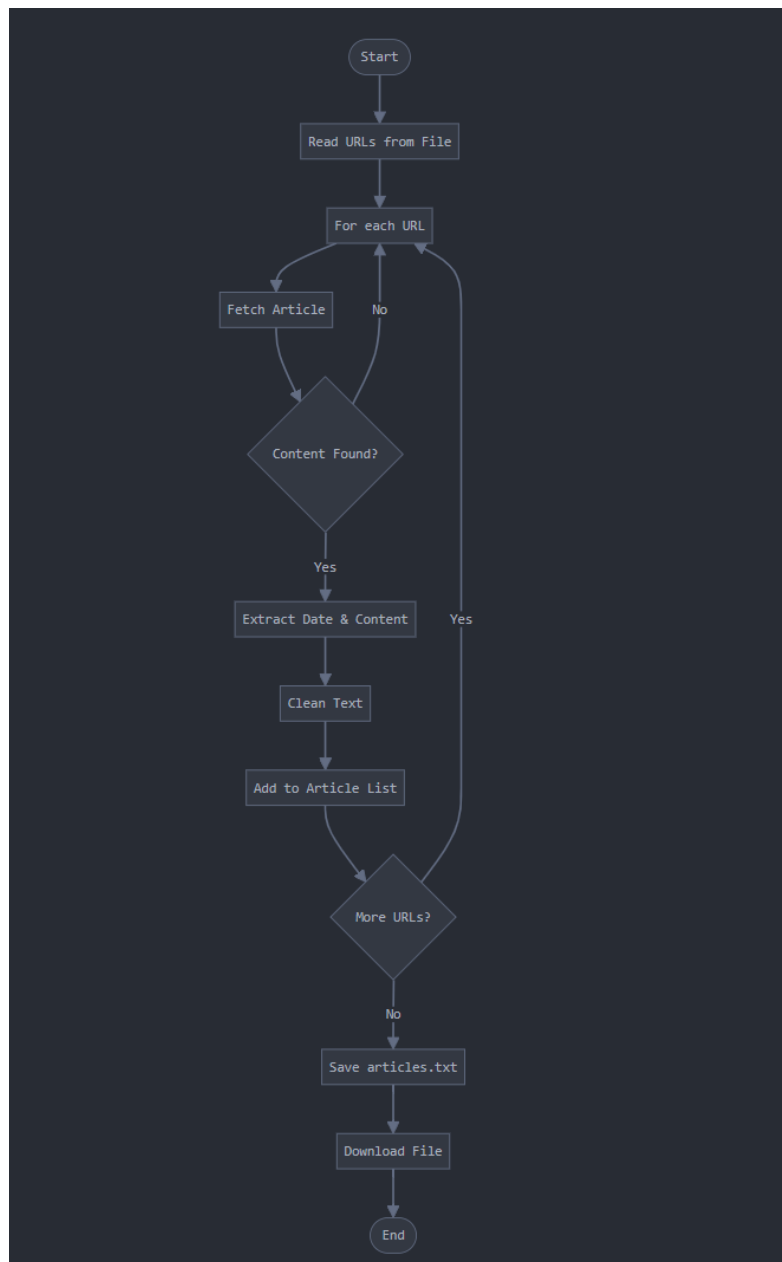 Start
Read URLs from File
For each URL
Fetch Article
No
Content Found?
Yes
Extract Date & Content
Yes
Clean Text
Add to Article List
More URLs?
No
Save articles.txt
Download File
End